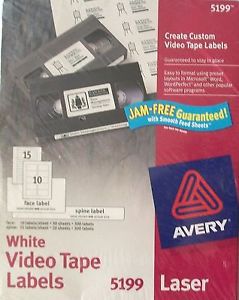 5199™
Create Custom
Video Tape Labels
Guaranteed to stay in place
Easy to format using preset
layouts in Microsoft® Word,
WordPerfect® and other popular
software programs
JAM-FREE Guaranteed!
with Smooth Feed Sheets™
15
10
face label
spine label
White
Video Tape
Labels
5199
AVERY
Laser